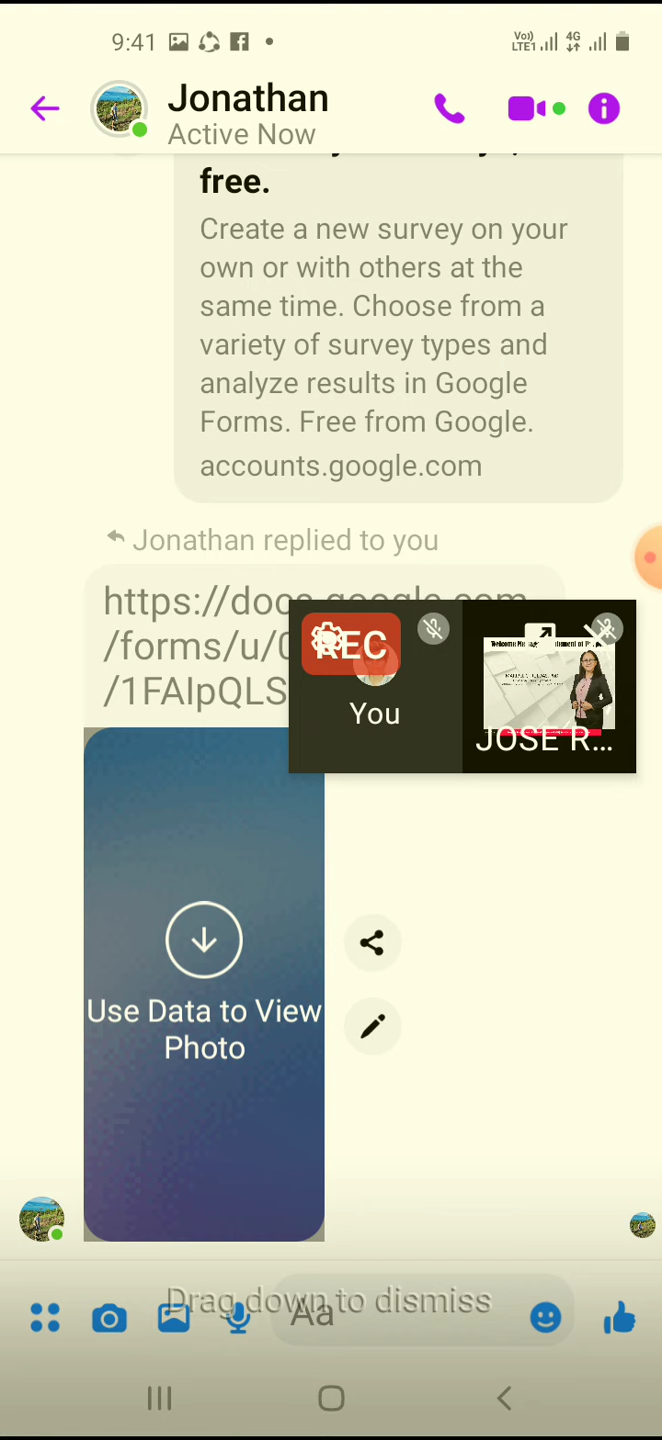 9:41
Vo)) LTE1 4G
Jonathan
Active Now
free.
Create a new survey on your
own or with others at the
same time. Choose from a
variety of survey types and
analyze results in Google
Forms. Free from Google.
accounts.google.com
Jonathan replied to you
https://docs.google.com
/forms/u/0
/1FAIpQLS
REC
You
JOSE R...
Use Data to View
Photo
Drag down to dismiss
Aa